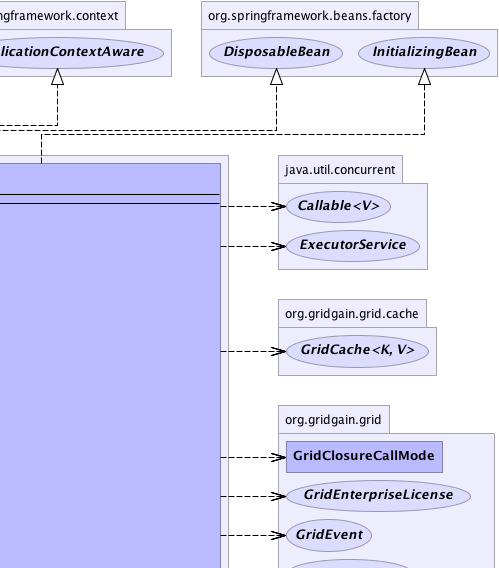 ngframework.context
org.springframework.beans.factory
licationContextAware
DisposableBean
InitializingBean
java.util.concurrent
Callable<V>
ExecutorService
org.gridgain.grid.cache
GridCache<K, V>
org.gridgain.grid
GridClosureCallMode
GridEnterpriseLicense
GridEvent